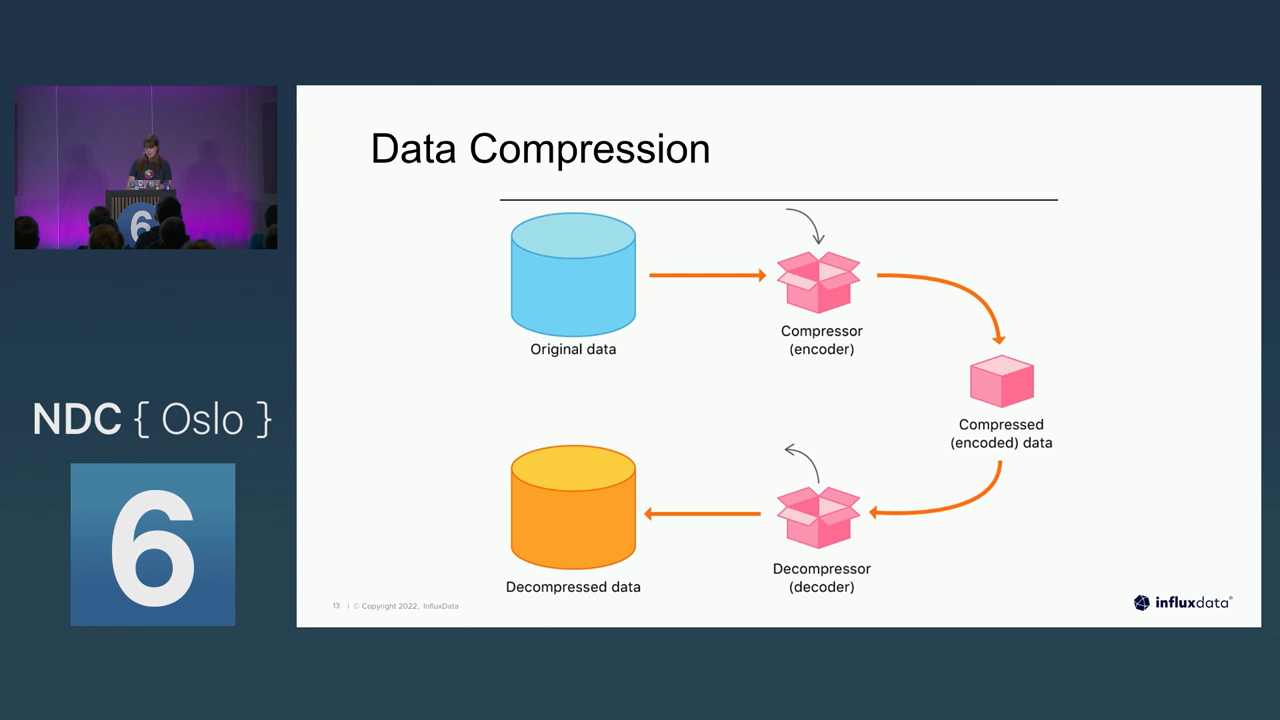 Data Compression
Original data
Compressor
(encoder)
Compressed
(encoded) data
Decompressed data
Decompressor
(decoder)
13 | © Copyright 2022, InfluxData
influxdata®
6
NDC { Oslo }
6